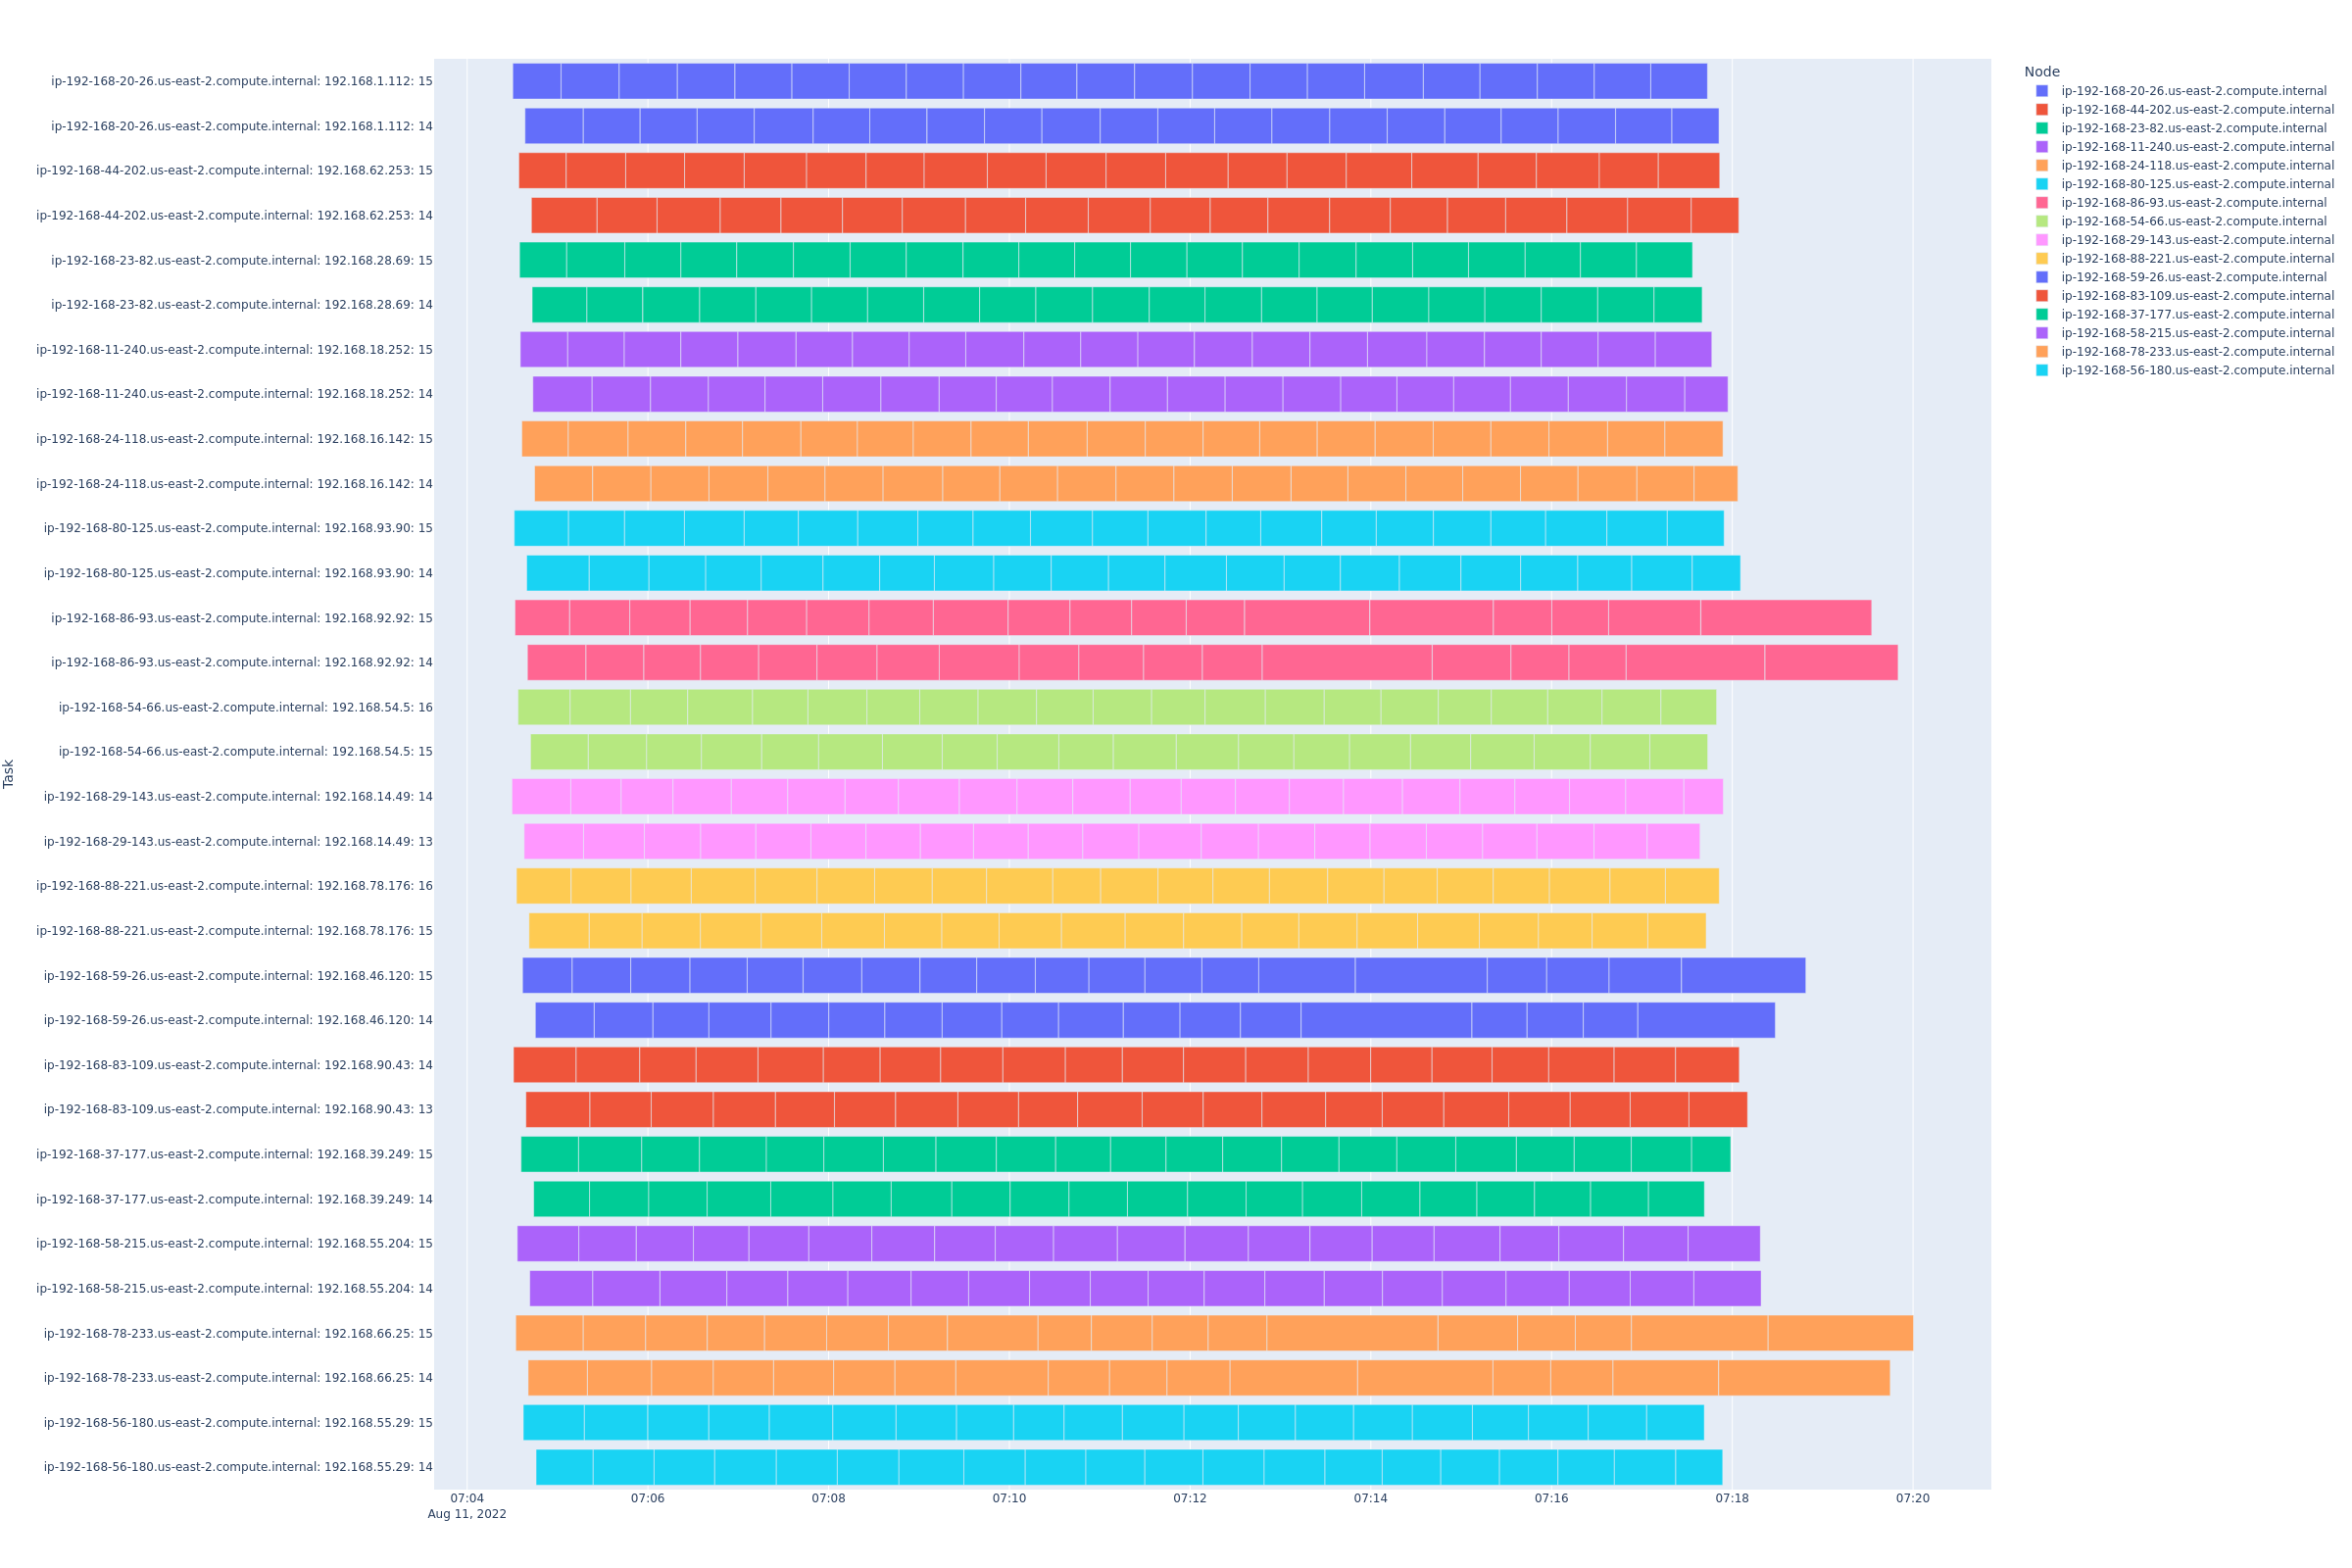 ip-192-168-20-26.us-east-2.compute.internal: 192.168.1.112: 15
ip-192-168-20-26.us-east-2.compute.internal: 192.168.1.112: 14
ip-192-168-44-202.us-east-2.compute.internal: 192.168.62.253: 15
ip-192-168-44-202.us-east-2.compute.internal: 192.168.62.253: 14
ip-192-168-23-82.us-east-2.compute.internal: 192.168.28.69: 15
ip-192-168-23-82.us-east-2.compute.internal: 192.168.28.69: 14
ip-192-168-11-240.us-east-2.compute.internal: 192.168.18.252: 15
ip-192-168-11-240.us-east-2.compute.internal: 192.168.18.252: 14
ip-192-168-24-118.us-east-2.compute.internal: 192.168.16.142: 15
ip-192-168-24-118.us-east-2.compute.internal: 192.168.16.142: 14
ip-192-168-80-125.us-east-2.compute.internal: 192.168.93.90: 15
ip-192-168-80-125.us-east-2.compute.internal: 192.168.93.90: 14
ip-192-168-86-93.us-east-2.compute.internal: 192.168.92.92: 15
ip-192-168-86-93.us-east-2.compute.internal: 192.168.92.92: 14
ip-192-168-54-66.us-east-2.compute.internal: 192.168.54.5: 16
ip-192-168-54-66.us-east-2.compute.internal: 192.168.54.5: 15
ip-192-168-29-143.us-east-2.compute.internal: 192.168.14.49: 14
ip-192-168-29-143.us-east-2.compute.internal: 192.168.14.49: 13
ip-192-168-88-221.us-east-2.compute.internal: 192.168.78.176: 16
ip-192-168-88-221.us-east-2.compute.internal: 192.168.78.176: 15
ip-192-168-59-26.us-east-2.compute.internal: 192.168.46.120: 15
ip-192-168-59-26.us-east-2.compute.internal: 192.168.46.120: 14
ip-192-168-83-109.us-east-2.compute.internal: 192.168.90.43: 14
ip-192-168-83-109.us-east-2.compute.internal: 192.168.90.43: 13
ip-192-168-37-177.us-east-2.compute.internal: 192.168.39.249: 15
ip-192-168-37-177.us-east-2.compute.internal: 192.168.39.249: 14
ip-192-168-58-215.us-east-2.compute.internal: 192.168.55.204: 15
ip-192-168-58-215.us-east-2.compute.internal: 192.168.55.204: 14
ip-192-168-78-233.us-east-2.compute.internal: 192.168.66.25: 15
ip-192-168-78-233.us-east-2.compute.internal: 192.168.66.25: 14
ip-192-168-56-180.us-east-2.compute.internal: 192.168.55.29: 15
ip-192-168-56-180.us-east-2.compute.internal: 192.168.55.29: 14
Task
07:04 07:06 07:08 07:10 07:12 07:14 07:16 07:18 07:20
Aug 11, 2022
Node
ip-192-168-20-26.us-east-2.compute.internal
ip-192-168-44-202.us-east-2.compute.internal
ip-192-168-23-82.us-east-2.compute.internal
ip-192-168-11-240.us-east-2.compute.internal
ip-192-168-24-118.us-east-2.compute.internal
ip-192-168-80-125.us-east-2.compute.internal
ip-192-168-86-93.us-east-2.compute.internal
ip-192-168-54-66.us-east-2.compute.internal
ip-192-168-29-143.us-east-2.compute.internal
ip-192-168-88-221.us-east-2.compute.internal
ip-192-168-59-26.us-east-2.compute.internal
ip-192-168-83-109.us-east-2.compute.internal
ip-192-168-37-177.us-east-2.compute.internal
ip-192-168-58-215.us-east-2.compute.internal
ip-192-168-78-233.us-east-2.compute.internal
ip-192-168-56-180.us-east-2.compute.internal